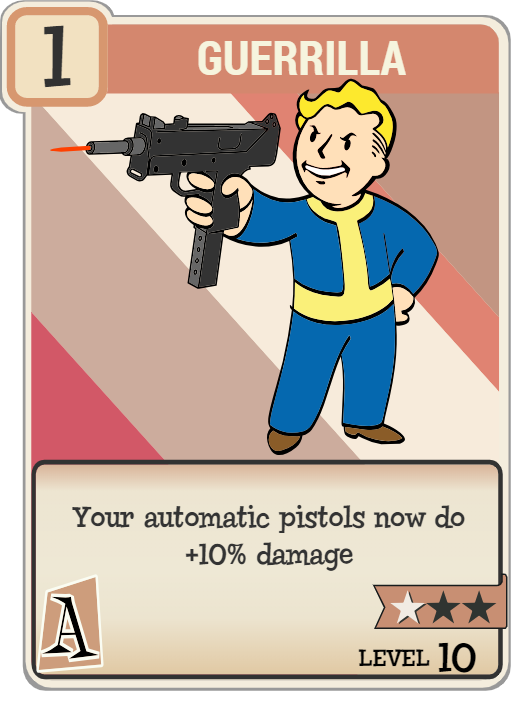 1
GUERRILLA
Your automatic pistols now do
+10% damage
A
LEVEL 10